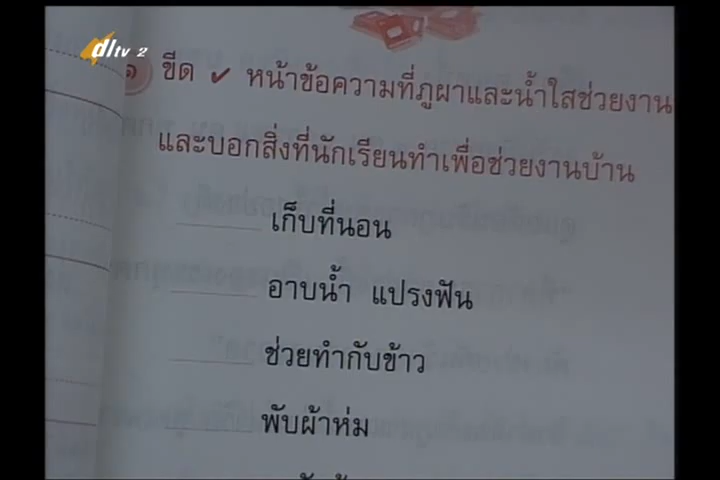 dltv 2
๑ ขีด ✓ หน้าข้อความที่ภูผาและน้ำใสช่วยงาน
และบอกสิ่งที่นักเรียนทำเพื่อช่วยงานบ้าน
เก็บที่นอน
อาบน้ำ แปรงฟัน
ช่วยทำกับข้าว
พับผ้าห่ม